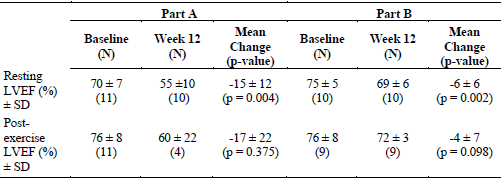 Part A Part B
Baseline (N) Week 12 (N) Mean Change (p-value) Baseline (N) Week 12 (N) Mean Change (p-value)
Resting LVEF (%) ± SD 70 ± 7 (11) 55 ±10 (10) -15 ± 12 (p = 0.004) 75 ± 5 (10) 69 ± 6 (10) -6 ± 6 (p = 0.002)
Post-exercise LVEF (%) ± SD 76 ± 8 (11) 60 ± 22 (4) -17 ± 22 (p = 0.375) 76 ± 8 (9) 72 ± 3 (9) -4 ± 7 (p = 0.098)